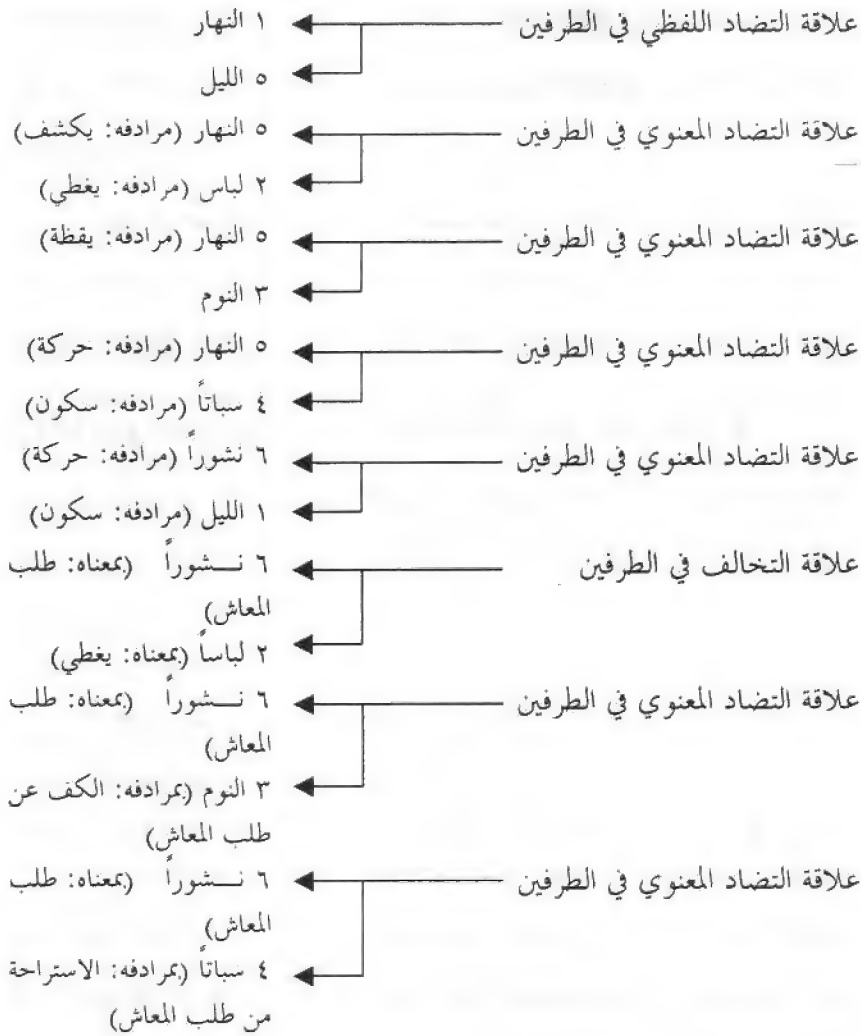 علاقة التضاد اللفظي في الطرفين ١ النهار
٥ الليل
علاقة التضاد المعنوي في الطرفين ٥ النهار (مرادفه: يكشف)
٢ لباس (مرادفه: يغطي)
علاقة التضاد المعنوي في الطرفين ٥ النهار (مرادفه: يقظة)
٣ النوم
علاقة التضاد المعنوي في الطرفين ٥ النهار (مرادفه: حركة)
٤ سباتاً (مرادفه: سكون)
علاقة التضاد المعنوي في الطرفين ٦ نشوراً (مرادفه: حركة)
١ الليل (مرادفه: سكون)
علاقة التخالف في الطرفين ٦ نـــشوراً (بمعناه: طلب
المعاش)
٢ لباساً (بمعناه: يغطي)
علاقة التضاد المعنوي في الطرفين ٦ نـــشوراً (بمعناه: طلب
المعاش)
٣ النوم (بمرادفه: الكف عن
طلب المعاش)
علاقة التضاد المعنوي في الطرفين ٦ نـــشوراً (بمعناه: طلب
المعاش)
٤ سباتاً (بمرادفه: الاستراحة
من طلب المعاش)